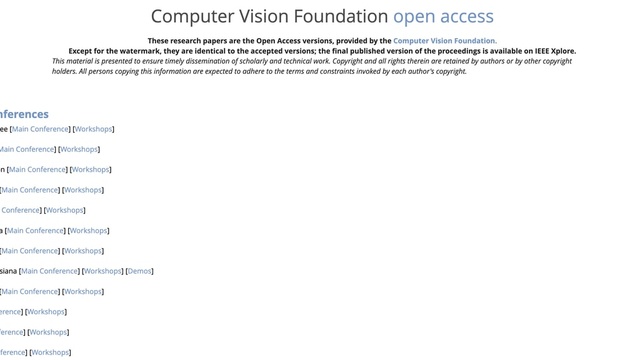 Computer Vision Foundation open access
These research papers are the Open Access versions, provided by the Computer Vision Foundation.
Except for the watermark, they are identical to the accepted versions; the final published version of the proceedings is available on IEEE Xplore.
This material is presented to ensure timely dissemination of scholarly and technical work. Copyright and all rights therein are retained by authors or by other copyright
holders. All persons copying this information are expected to adhere to the terms and constraints invoked by each author's copyright.
nferences
ee [Main Conference] [Workshops]
Main Conference] [Workshops]
n [Main Conference] [Workshops]
[Main Conference] [Workshops]
Conference] [Workshops]
a [Main Conference] [Workshops]
[Main Conference] [Workshops]
siana [Main Conference] [Workshops] [Demos]
[Main Conference] [Workshops]
erence] [Workshops]
ference] [Workshops]
nference] [Workshops]